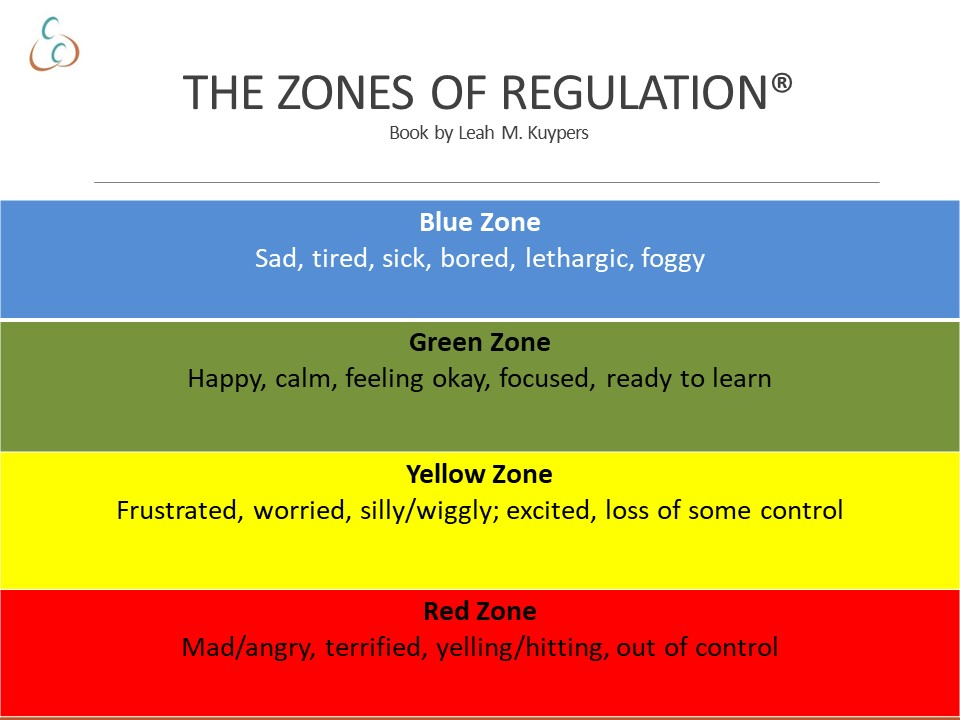 THE ZONES OF REGULATION®
Book by Leah M. Kuypers
Blue Zone
Sad, tired, sick, bored, lethargic, foggy
Green Zone
Happy, calm, feeling okay, focused, ready to learn
Yellow Zone
Frustrated, worried, silly/wiggly; excited, loss of some control
Red Zone
Mad/angry, terrified, yelling/hitting, out of control